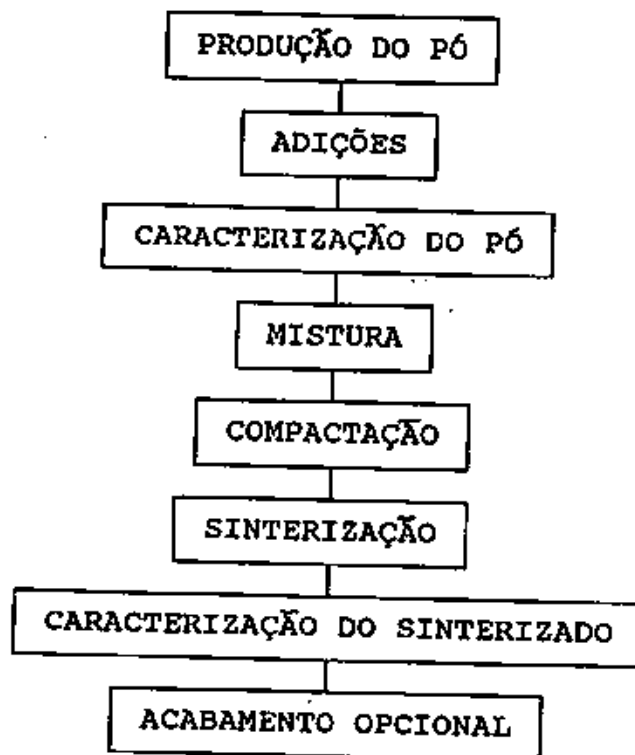 PRODUÇÃO DO PÓ
ADIÇÕES
CARACTERIZAÇÃO DO PÓ
MISTURA
COMPACTAÇÃO
SINTERIZAÇÃO
CARACTERIZAÇÃO DO SINTERIZADO
ACABAMENTO OPCIONAL